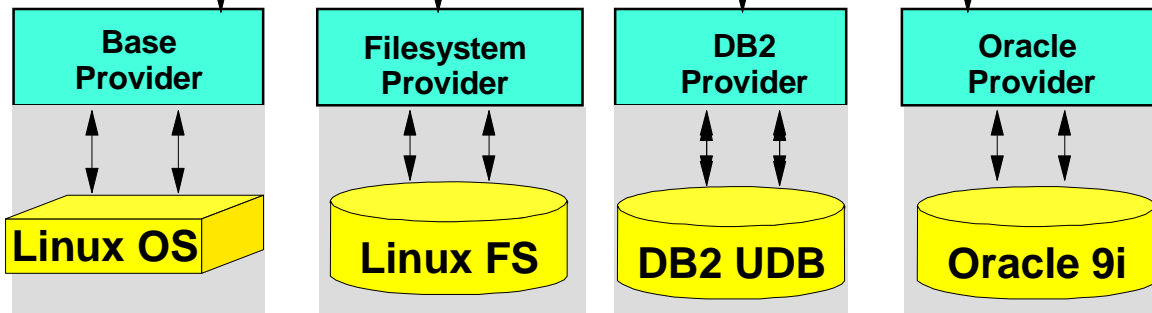 Base
Provider
Filesystem
Provider
DB2
Provider
Oracle
Provider
Linux OS
Linux FS
DB2 UDB
Oracle 9i